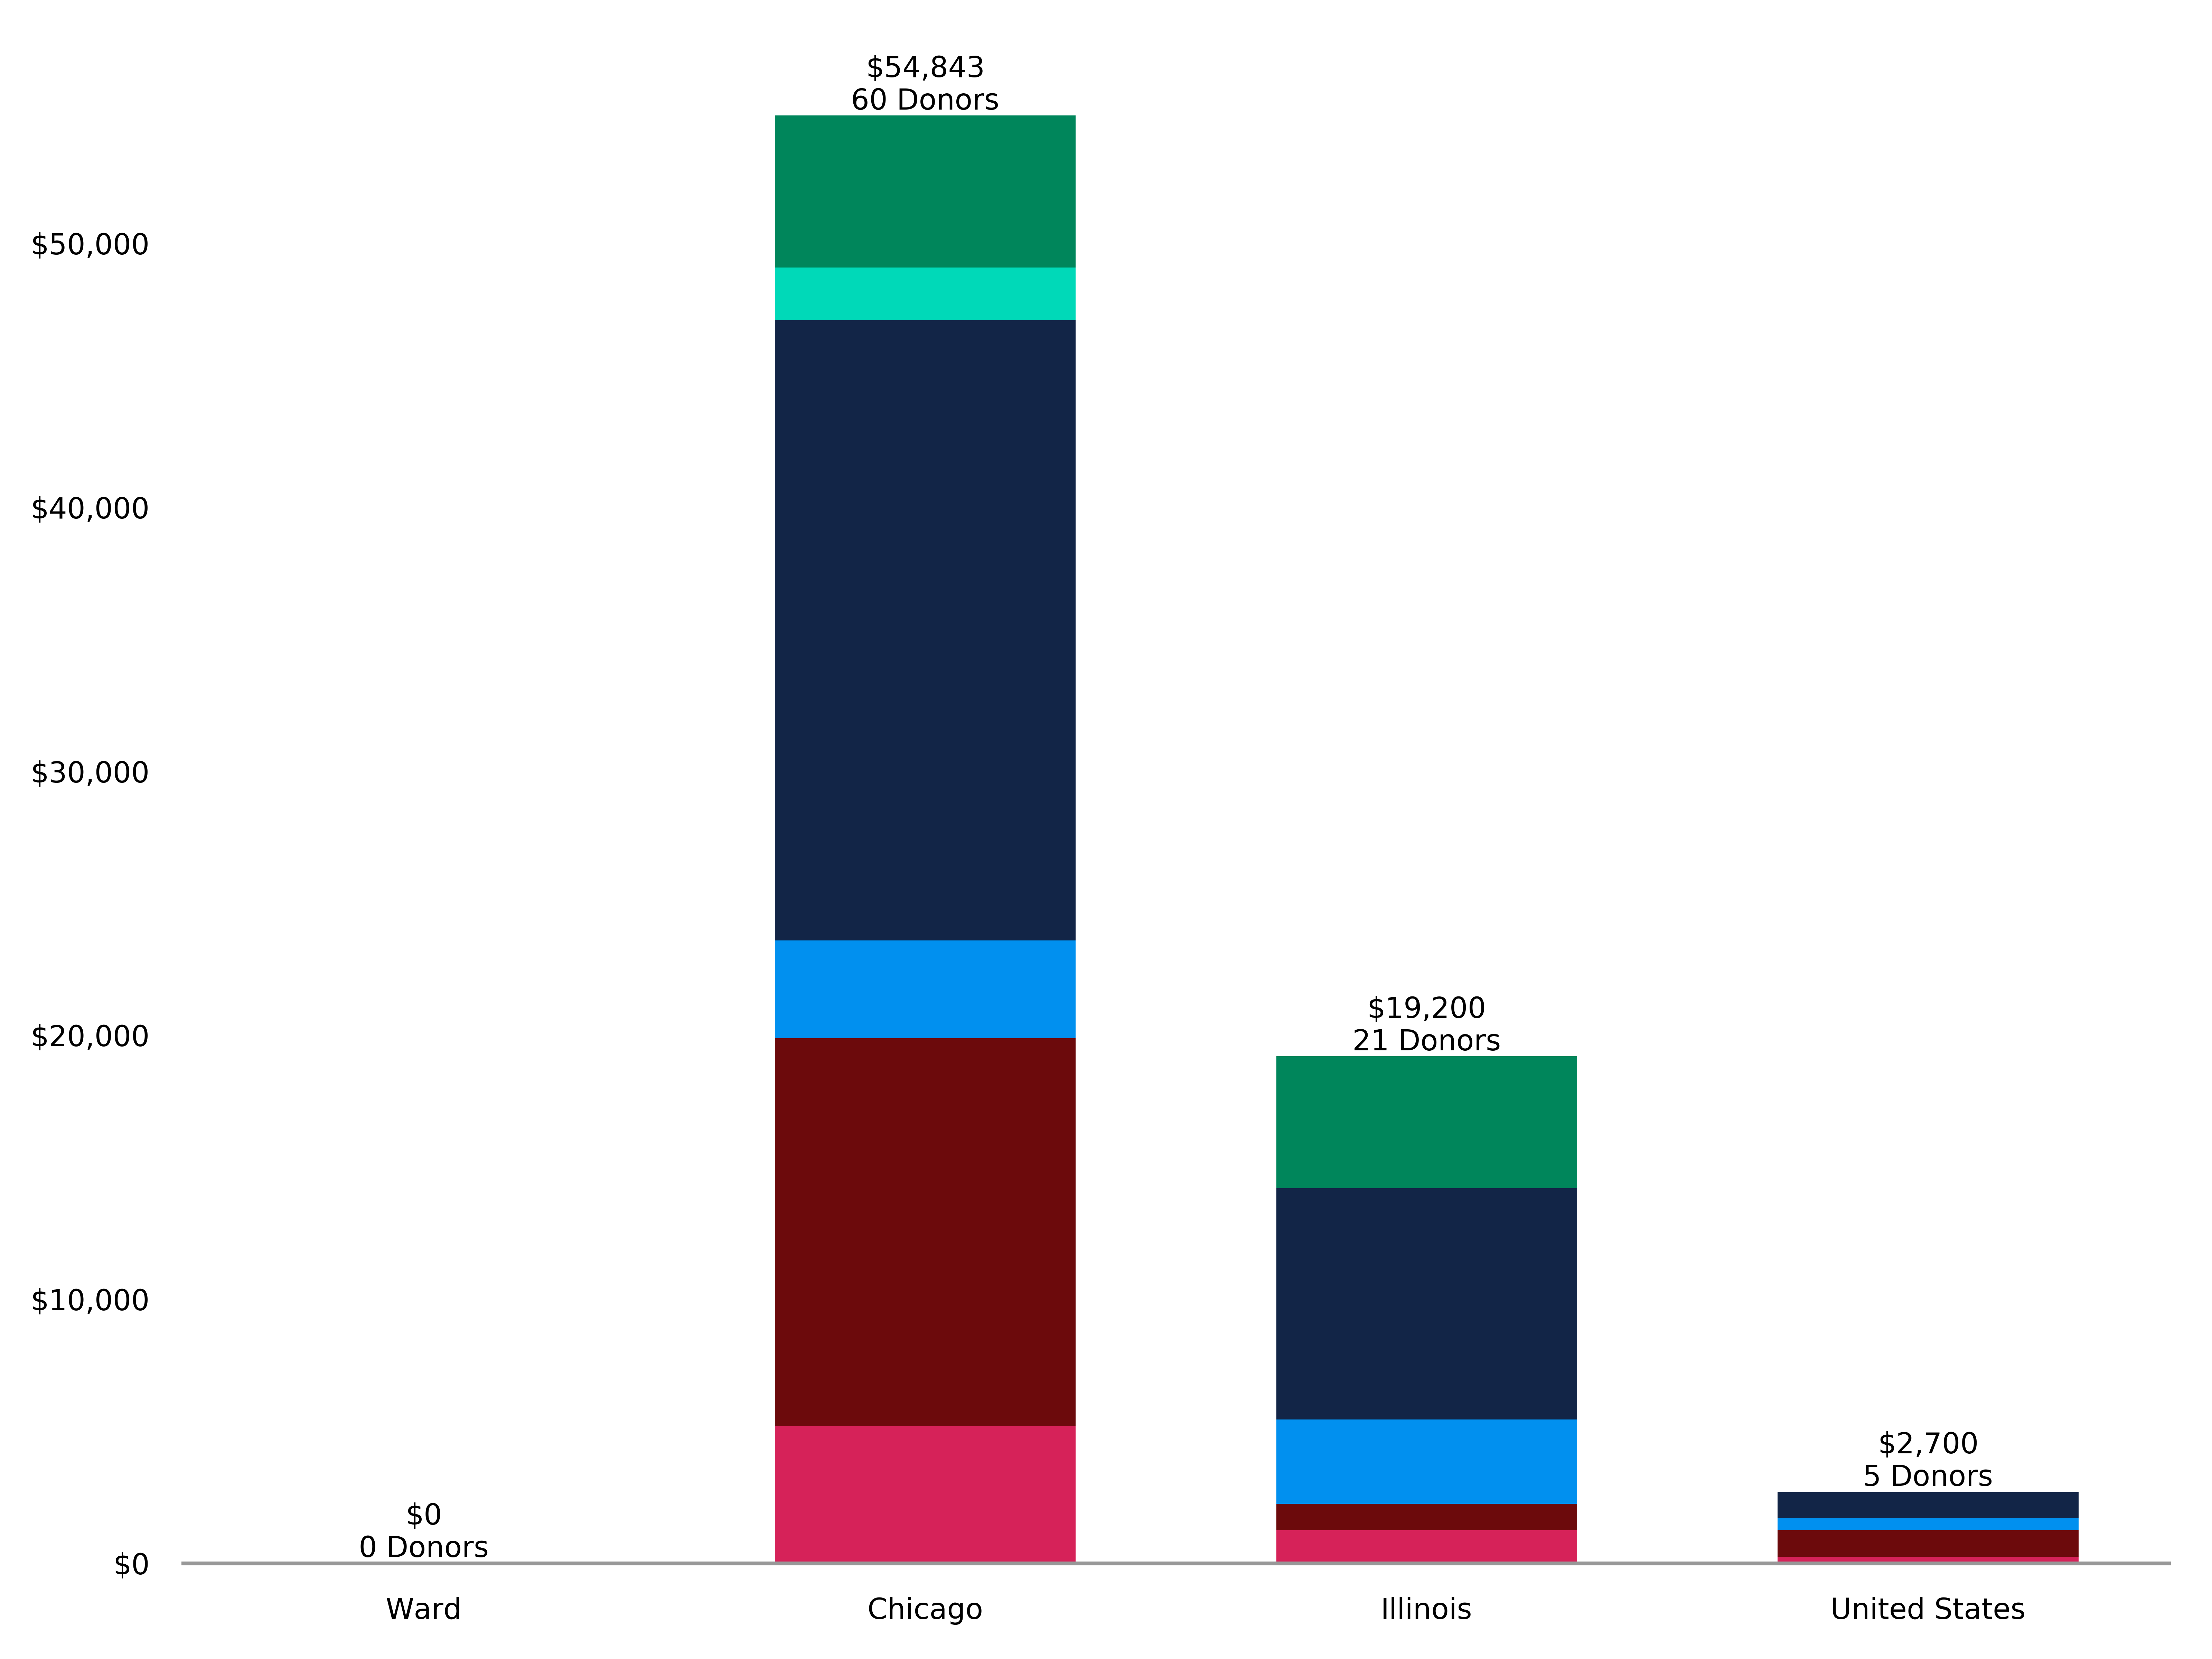 $54,843
60 Donors
$50,000
$40,000
$30,000
$20,000
$19,200
21 Donors
$10,000
$2,700
5 Donors
$0
0 Donors
$0
Ward
Chicago
Illinois
United States